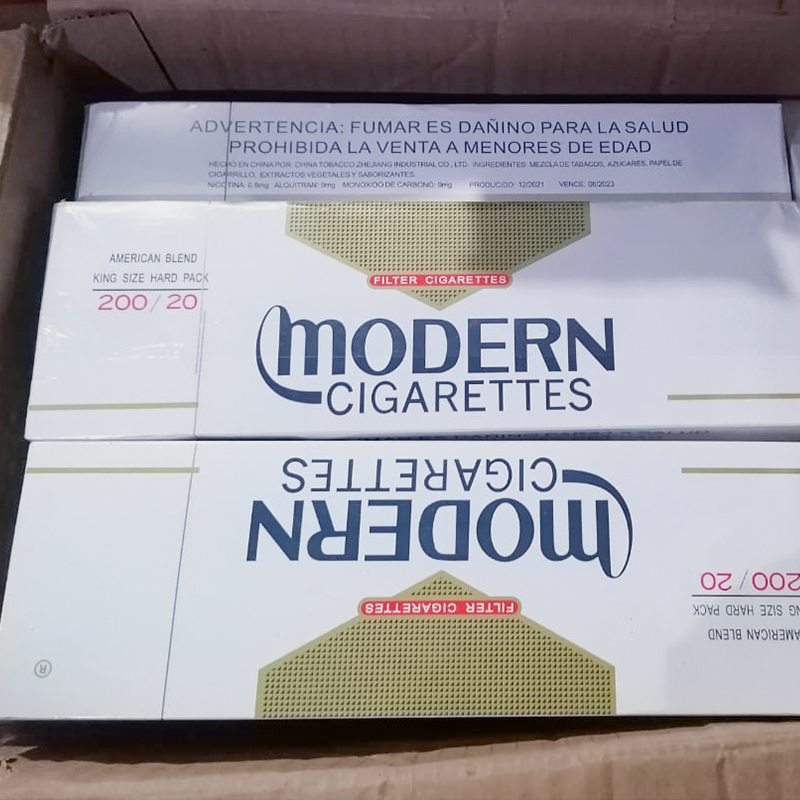 ADVERTENCIA: FUMAR ES DAÑINO PARA LA SALUD
PROHIBIDA LA VENTA A MENORES DE EDAD
HECHO EN CHINA POR: CHINA TOBACCO ZHEJIANG INDUSTRIAL CO., LTD. INGREDIENTES: MEZCLA DE TABACOS, AZUCARES, PAPEL DE
CIGARRILLO, EXTRACTOS VEGETALES Y SABORIZANTES.
NICOTINA: 0.8mg ALQUITRAN: 9mg MONOXIDO DE CARBONO: 9mg PRODUCIDO: 12/2021 VENCE: 06/2023
AMERICAN BLEND
KING SIZE HARD PACK
200/20
FILTER CIGARETTES
MODERN
CIGARETTES
CIGARETTES
MODERN
FILTER CIGARETTES
200/20
SIZE HARD PACK
AMERICAN BLEND
®